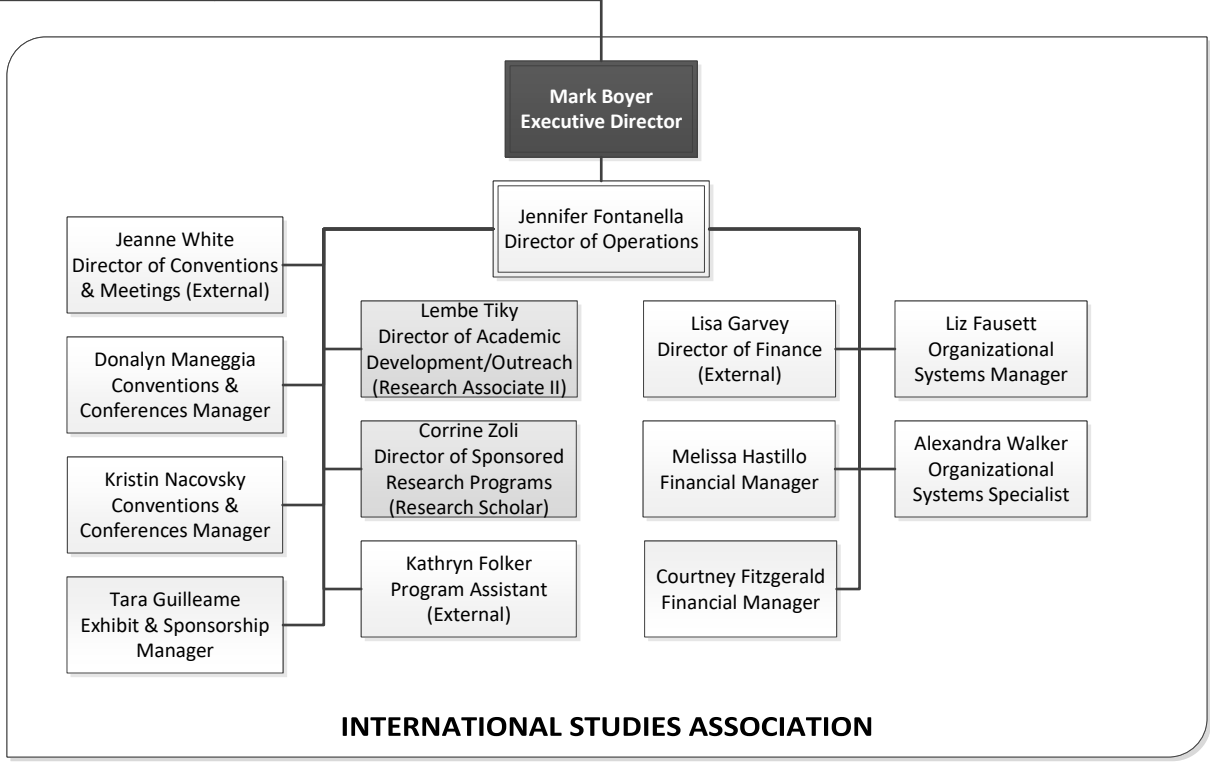 Mark Boyer
Executive Director
Jennifer Fontanella
Director of Operations
Jeanne White
Director of Conventions
& Meetings (External)
Donalyn Maneggia
Conventions &
Conferences Manager
Kristin Nacovsky
Conventions &
Conferences Manager
Tara Guilleame
Exhibit & Sponsorship
Manager
Lembe Tiky
Director of Academic
Development/Outreach
(Research Associate II)
Corrine Zoli
Director of Sponsored
Research Programs
(Research Scholar)
Kathryn Folker
Program Assistant
(External)
Lisa Garvey
Director of Finance
(External)
Melissa Hastillo
Financial Manager
Courtney Fitzgerald
Financial Manager
Liz Fausett
Organizational
Systems Manager
Alexandra Walker
Organizational
Systems Specialist
INTERNATIONAL STUDIES ASSOCIATION